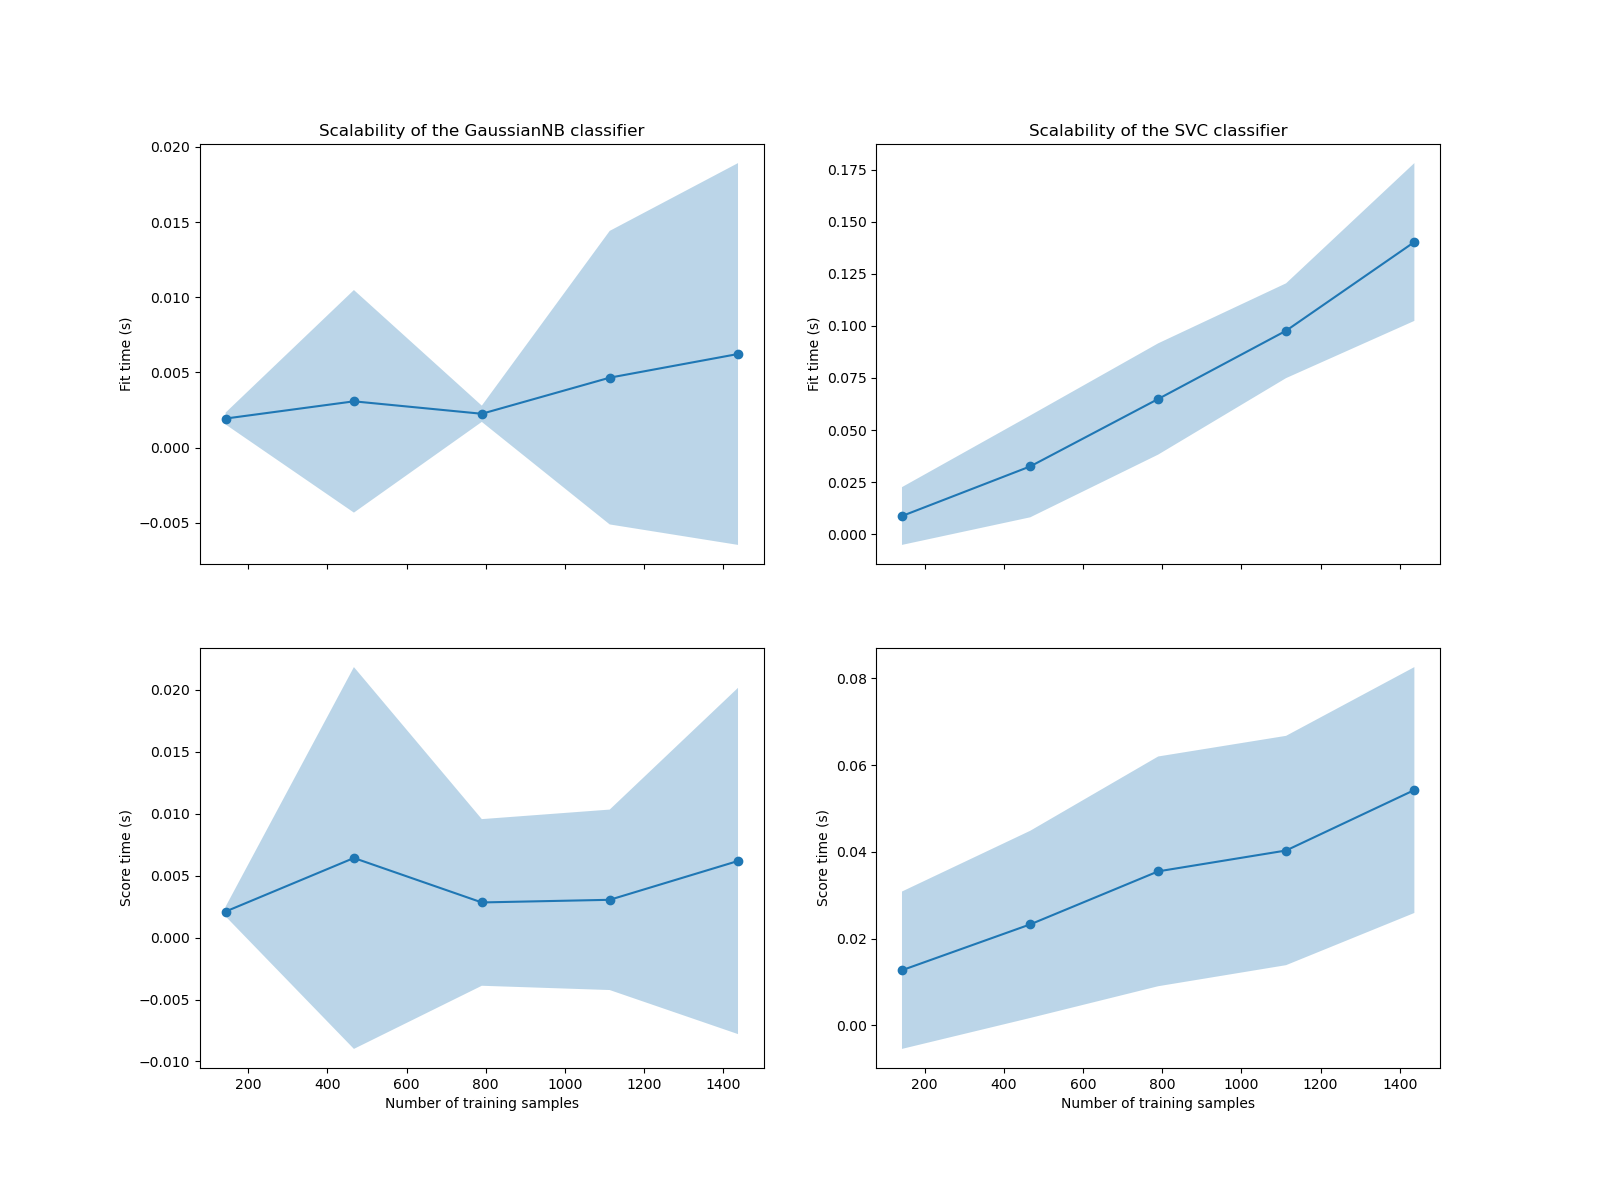 Scalability of the GaussianNB classifier
0.020
0.015
0.010
0.005
0.000
−0.005
Fit time (s)
Scalability of the SVC classifier
0.175
0.150
0.125
0.100
0.075
0.050
0.025
0.000
Fit time (s)
0.020
0.015
0.010
0.005
0.000
−0.005
−0.010
Score time (s)
200 400 600 800 1000 1200 1400
Number of training samples
0.08
0.06
0.04
0.02
0.00
Score time (s)
200 400 600 800 1000 1200 1400
Number of training samples